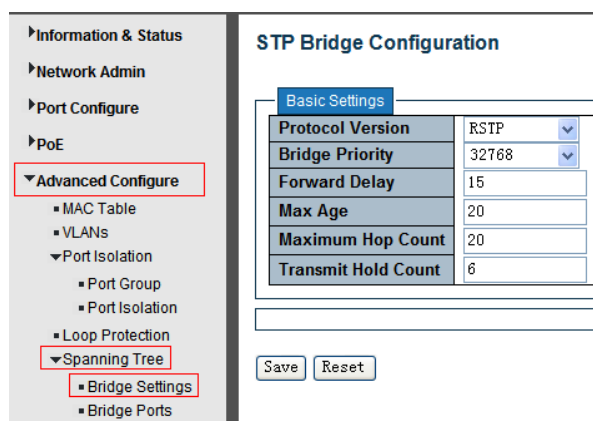 Information & Status
Network Admin
Port Configure
PoE
Advanced Configure
MAC Table
VLANs
Port Isolation
Port Group
Port Isolation
Loop Protection
Spanning Tree
Bridge Settings
Bridge Ports
STP Bridge Configuration
Basic Settings
Protocol Version RSTP
Bridge Priority 32768
Forward Delay 15
Max Age 20
Maximum Hop Count 20
Transmit Hold Count 6
Save Reset